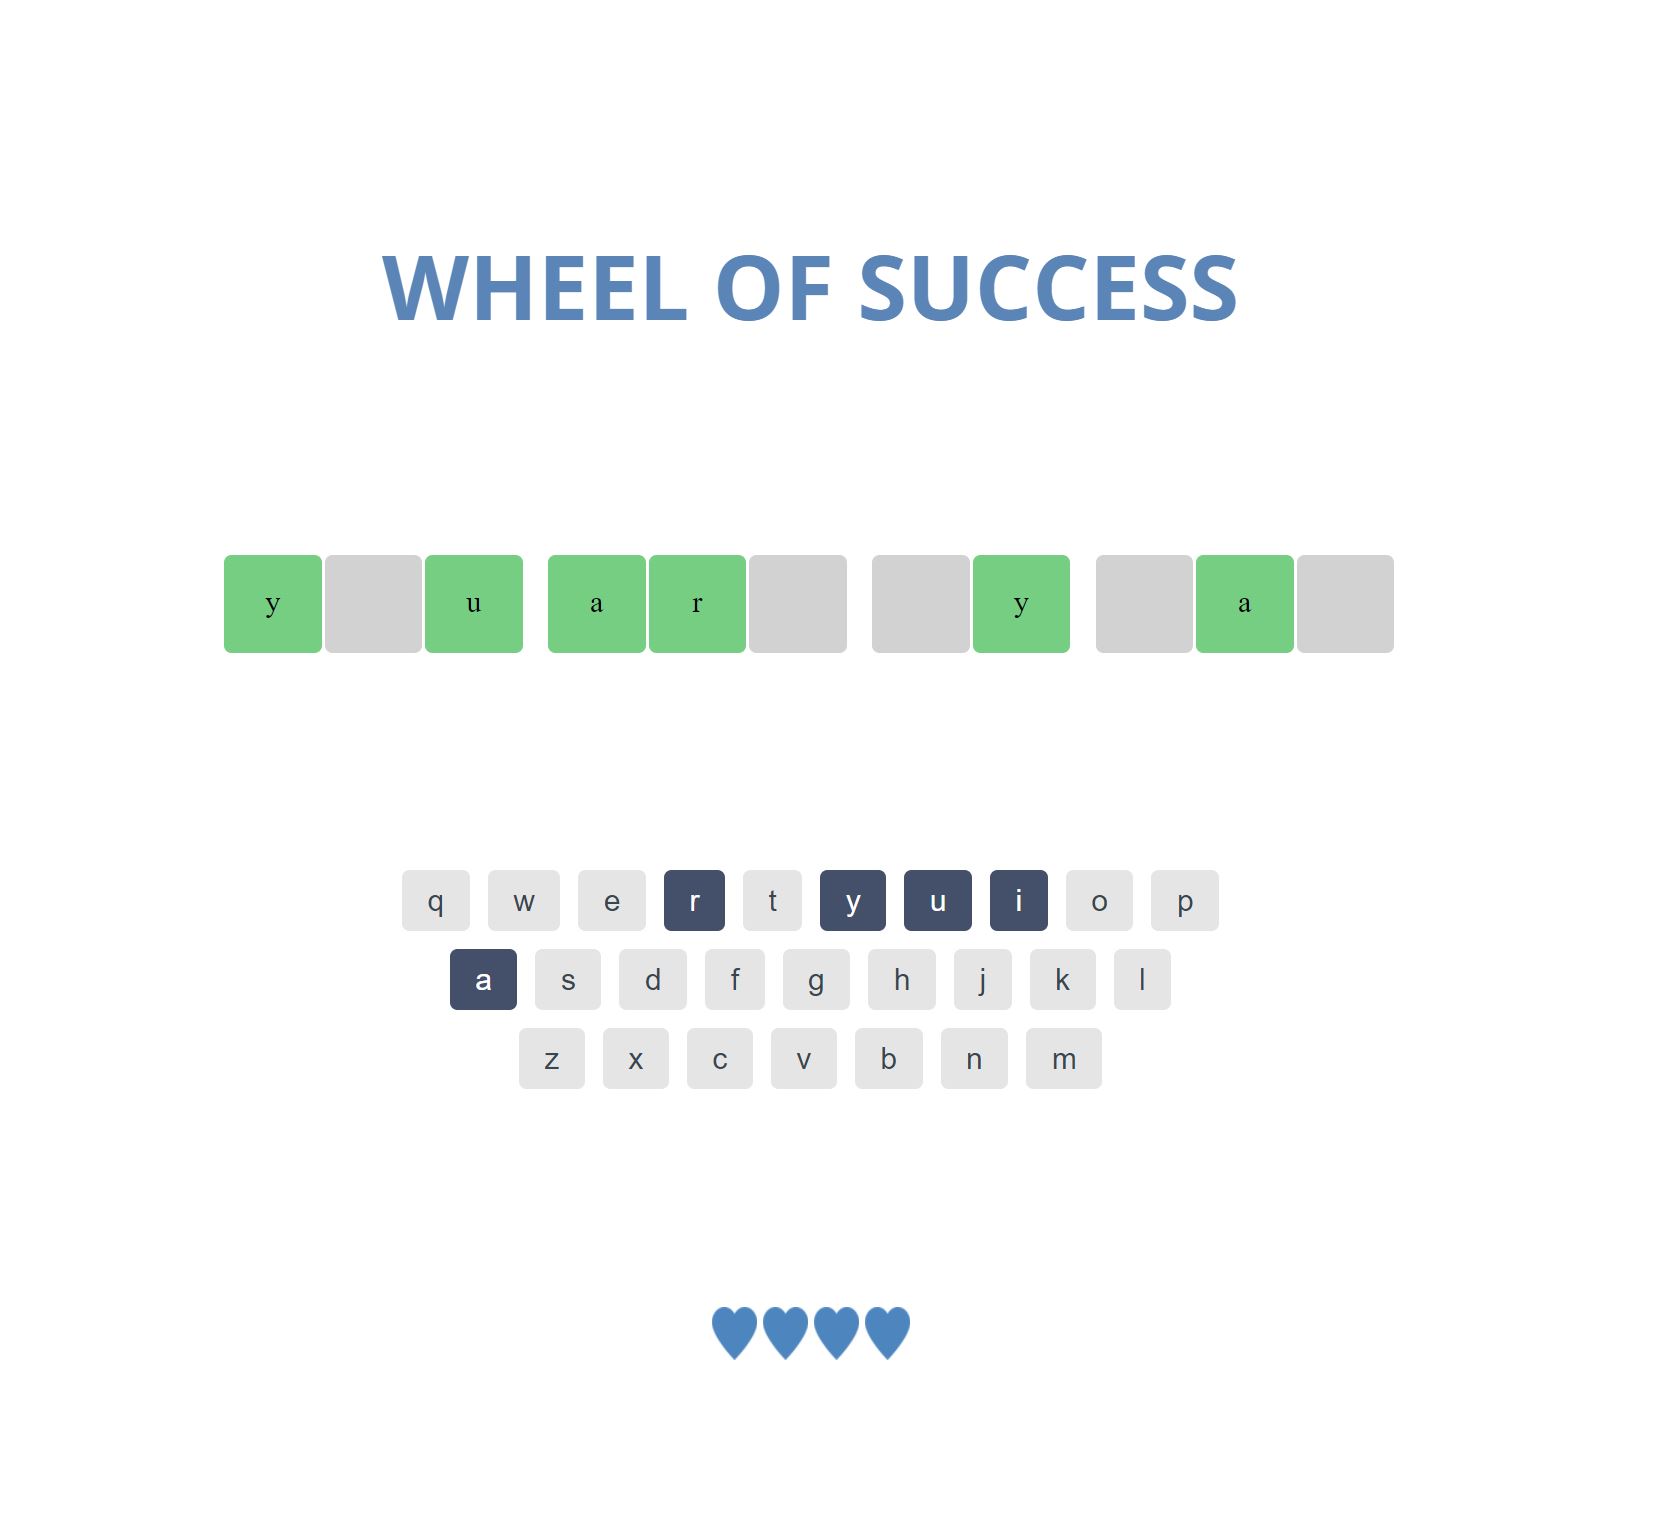 WHEEL OF SUCCESS
y u a r y a
q w e r t y u i o p
a s d f g h j k l
z x c v b n m